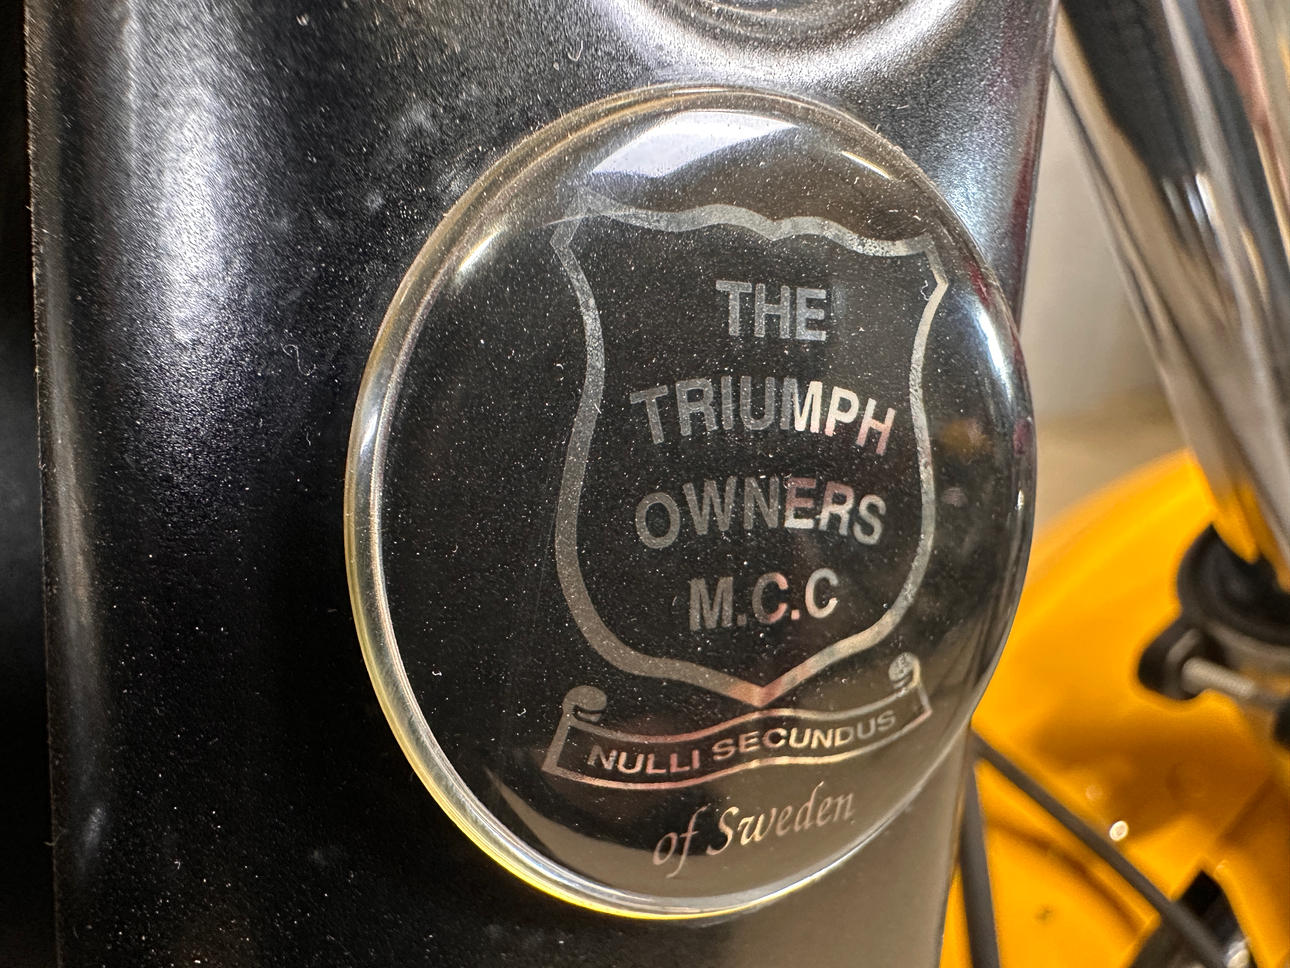 THE
TRIUMPH
OWNERS
M.C.C
NULLI SECUNDUS
of Sweden